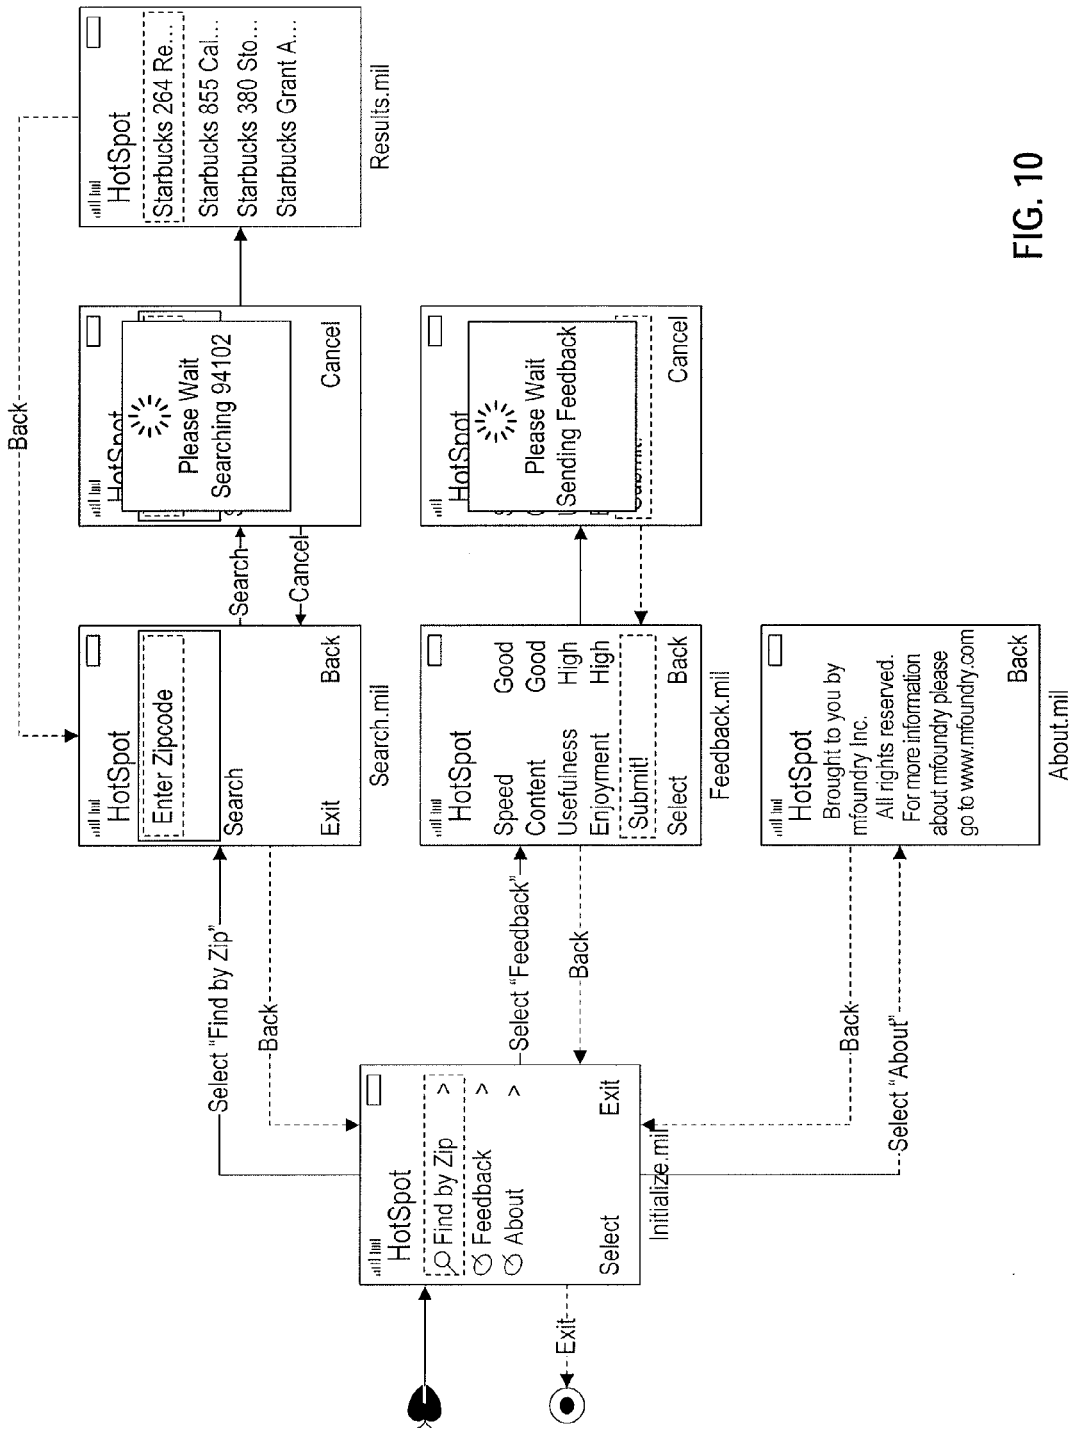 HotSpot
Find by Zip >
Feedback >
About >
Select Exit
Initialize.mil
Exit
Select "Find by Zip"
Back
Select "Feedback"
Back
Back
Select "About"
HotSpot
Enter Zipcode
Search
Exit Back
Search.mil
Search
Cancel
HotSpot
Please Wait
Searching 94102
Cancel
Back
HotSpot
Starbucks 264 Re...
Starbucks 855 Cal...
Starbucks 380 Sto...
Starbucks Grant A...
Results.mil
HotSpot
Speed Good
Content Good
Usefulness High
Enjoyment High
Submit!
Select Back
Feedback.mil
HotSpot
Please Wait
Sending Feedback
Submit!
Cancel
HotSpot
Brought to you by
mfoundry Inc.
All rights reserved.
For more information
about mfoundry please
go to www.mfoundry.com
Back
About.mil
FIG. 10